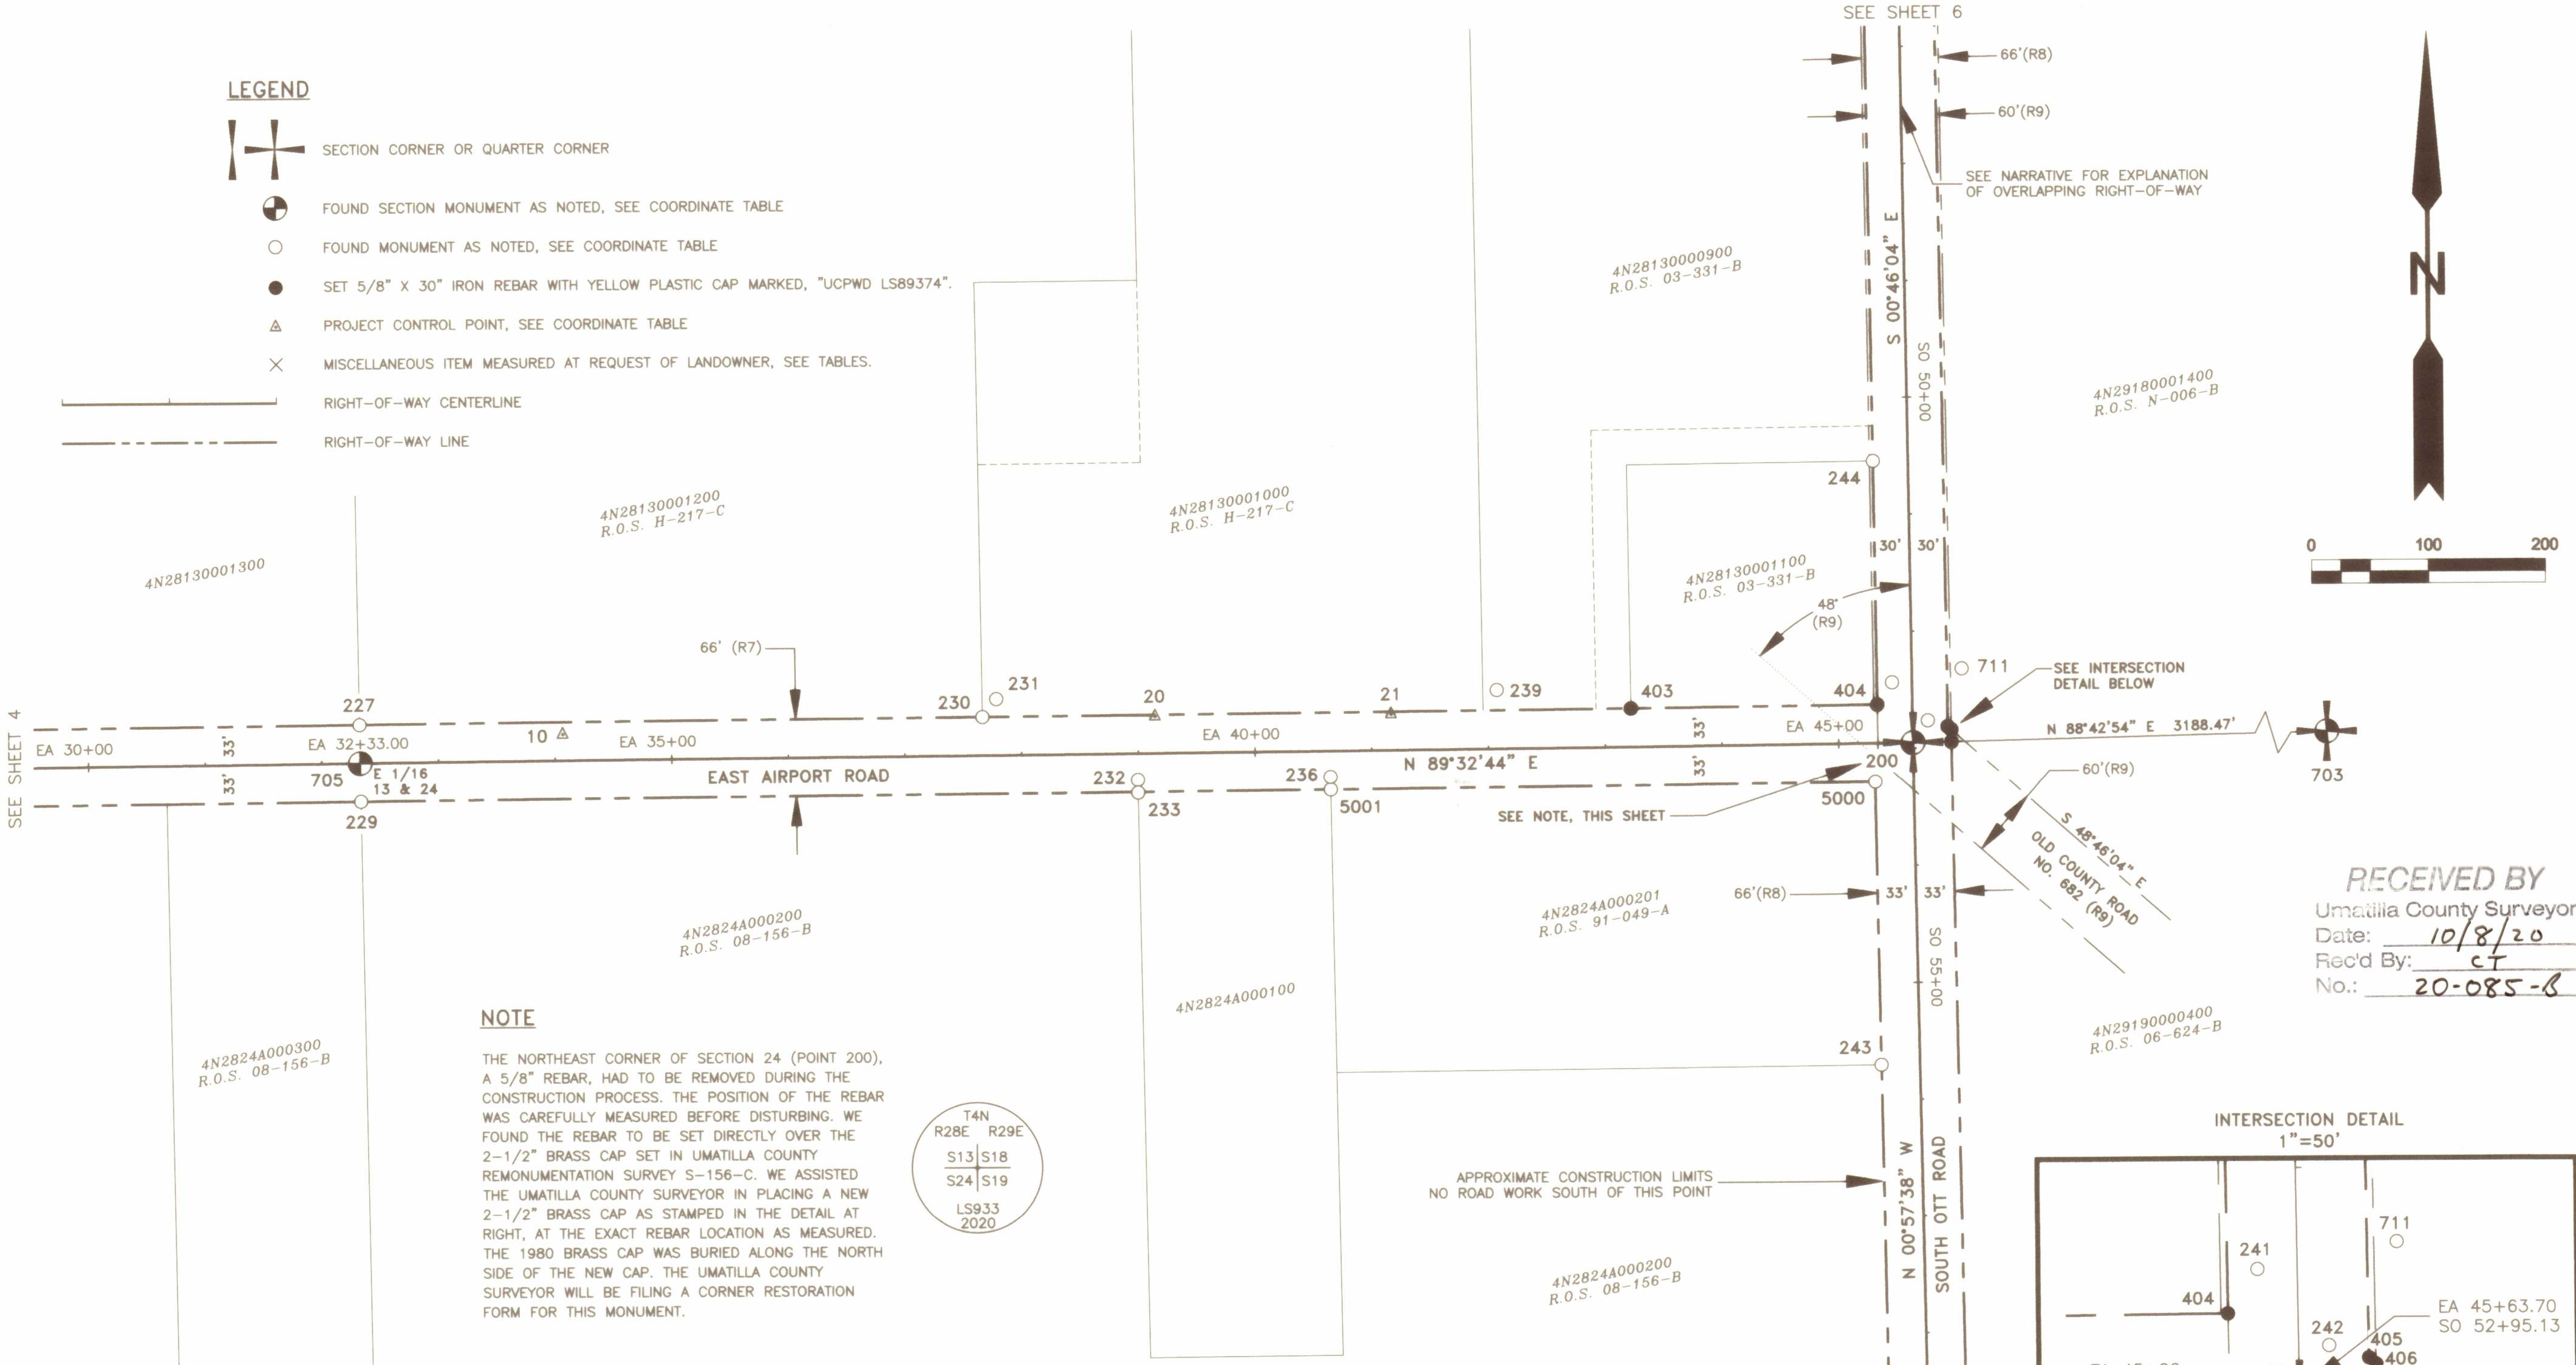 SEE SHEET 6
LEGEND
SECTION CORNER OR QUARTER CORNER
FOUND SECTION MONUMENT AS NOTED, SEE COORDINATE TABLE
FOUND MONUMENT AS NOTED, SEE COORDINATE TABLE
SET 5/8" X 30" IRON REBAR WITH YELLOW PLASTIC CAP MARKED, "UCPWD LS89374".
PROJECT CONTROL POINT, SEE COORDINATE TABLE
MISCELLANEOUS ITEM MEASURED AT REQUEST OF LANDOWNER, SEE TABLES.
RIGHT-OF-WAY CENTERLINE
RIGHT-OF-WAY LINE
66'(R8)
60'(R9)
SEE NARRATIVE FOR EXPLANATION
OF OVERLAPPING RIGHT-OF-WAY
S 00°46'04" E
SO 50+00
N
0 100 200
4N28130000900
R.O.S. 03-331-B
4N29180001400
R.O.S. N-006-B
4N28130001300
4N28130001200
R.O.S. H-217-C
4N28130001000
R.O.S. H-217-C
4N28130001100
R.O.S. 03-331-B
244
30' 30'
48°
(R9)
66' (R7)
227
230
231
20
21
239
403
404
711
SEE INTERSECTION
DETAIL BELOW
SEE SHEET 4
EA 30+00
33'
33'
EA 32+33.00
10
EA 35+00
EA 40+00
33'
33'
EA 45+00
N 88°42'54" E 3188.47'
703
705
E 1/16
13 & 24
EAST AIRPORT ROAD
N 89°32'44" E
200
229
232
233
236
5001
5000
SEE NOTE, THIS SHEET
60'(R9)
S 48°46'04" E
OLD COUNTY ROAD
NO. 682 (R9)
66'(R8)
33' 33'
SO 55+00
4N2824A000200
R.O.S. 08-156-B
4N2824A000201
R.O.S. 91-049-A
4N2824A000100
4N2824A000300
R.O.S. 08-156-B
4N29190000400
R.O.S. 06-624-B
RECEIVED BY
Umatilla County Surveyor
Date: 10/8/20
Rec'd By: CT
No.: 20-085-B
243
NOTE
THE NORTHEAST CORNER OF SECTION 24 (POINT 200),
A 5/8" REBAR, HAD TO BE REMOVED DURING THE
CONSTRUCTION PROCESS. THE POSITION OF THE REBAR
WAS CAREFULLY MEASURED BEFORE DISTURBING. WE
FOUND THE REBAR TO BE SET DIRECTLY OVER THE
2-1/2" BRASS CAP SET IN UMATILLA COUNTY
REMONUMENTATION SURVEY S-156-C. WE ASSISTED
THE UMATILLA COUNTY SURVEYOR IN PLACING A NEW
2-1/2" BRASS CAP AS STAMPED IN THE DETAIL AT
RIGHT, AT THE EXACT REBAR LOCATION AS MEASURED.
THE 1980 BRASS CAP WAS BURIED ALONG THE NORTH
SIDE OF THE NEW CAP. THE UMATILLA COUNTY
SURVEYOR WILL BE FILING A CORNER RESTORATION
FORM FOR THIS MONUMENT.
T4N
R28E R29E
S13 S18
S24 S19
LS933
2020
APPROXIMATE CONSTRUCTION LIMITS
NO ROAD WORK SOUTH OF THIS POINT
N 00°57'38" W
SOUTH OTT ROAD
4N2824A000200
R.O.S. 08-156-B
INTERSECTION DETAIL
1"=50'
711
241
404
EA 45+63.70
SO 52+95.13
242
405
406